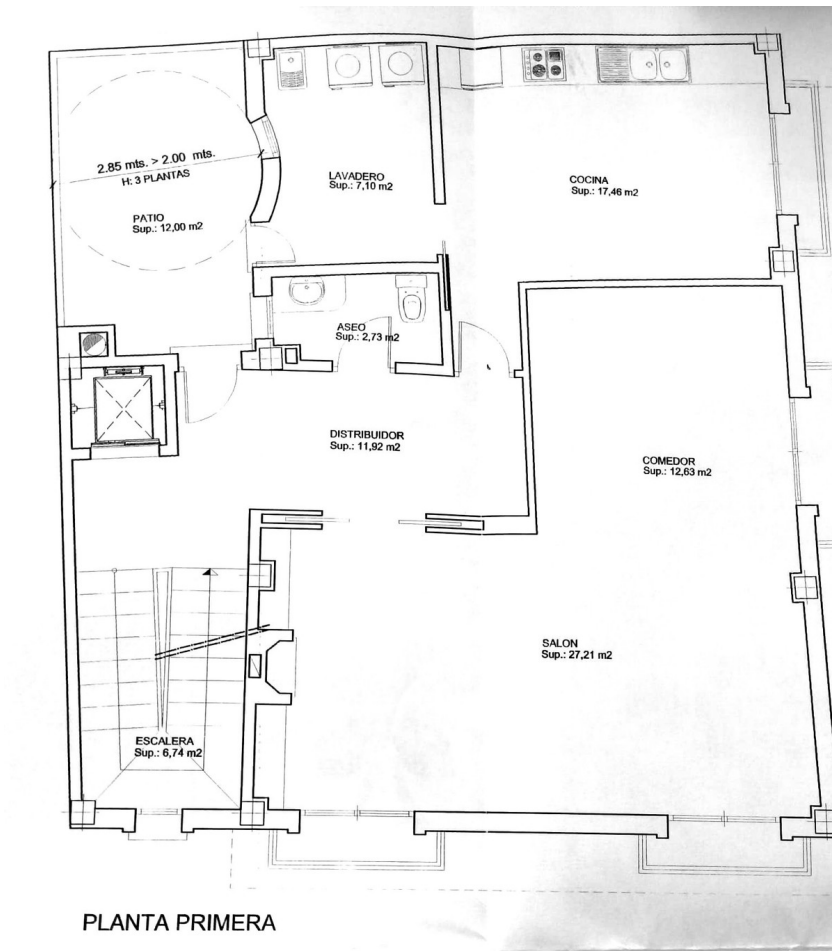 2.85 mts. > 2.00 mts.
H: 3 PLANTAS
PATIO
Sup.: 12,00 m2
LAVADERO
Sup.: 7,10 m2
COCINA
Sup.: 17,46 m2
ASEO
Sup.: 2,73 m2
DISTRIBUIDOR
Sup.: 11,92 m2
COMEDOR
Sup.: 12,63 m2
SALON
Sup.: 27,21 m2
ESCALERA
Sup.: 6,74 m2
PLANTA PRIMERA